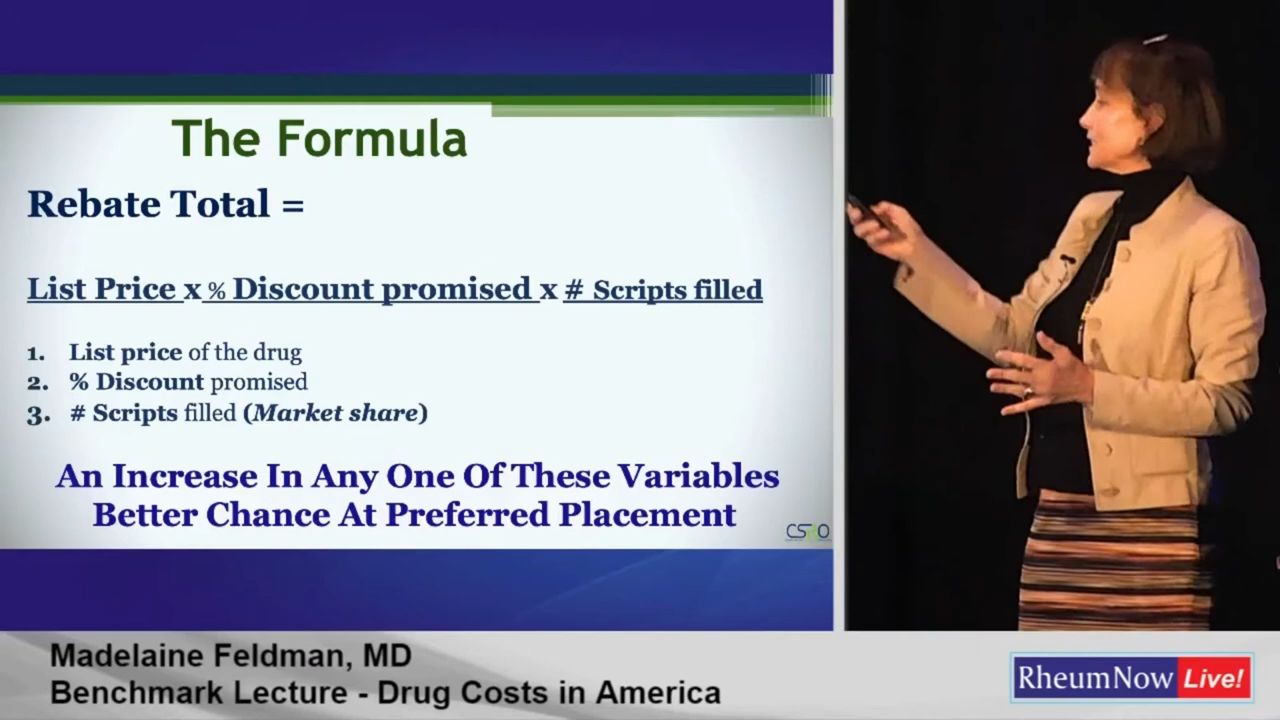 The Formula
Rebate Total =
List Price x % Discount promised x # Scripts filled
1. List price of the drug
2. % Discount promised
3. # Scripts filled (Market share)
An Increase In Any One Of These Variables
Better Chance At Preferred Placement
CSRO
Madelaine Feldman, MD
Benchmark Lecture - Drug Costs in America
RheumNow Live!